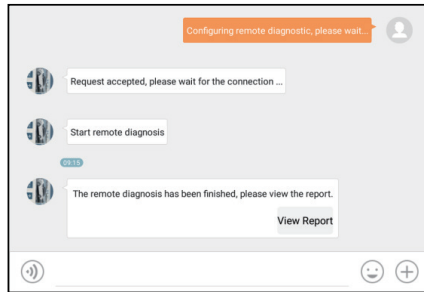 Configuring remote diagnostic, please wait...
Request accepted, please wait for the connection ...
Start remote diagnosis
09:15
The remote diagnosis has been finished, please view the report.
View Report